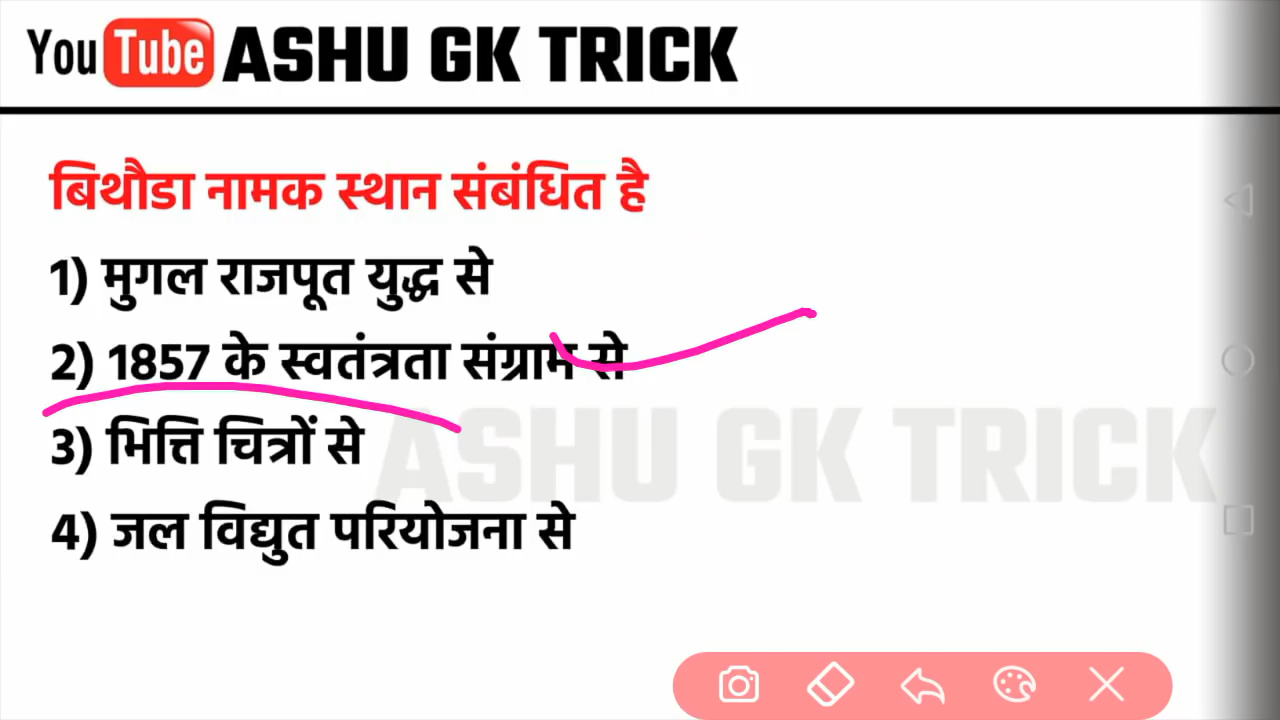 YouTube ASHU GK TRICK
बिथौडा नामक स्थान संबंधित है
1) मुगल राजपूत युद्ध से
2) 1857 के स्वतंत्रता संग्राम से
3) भित्ति चित्रों से
ASHU GK TRICK
4) जल विद्युत परियोजना से